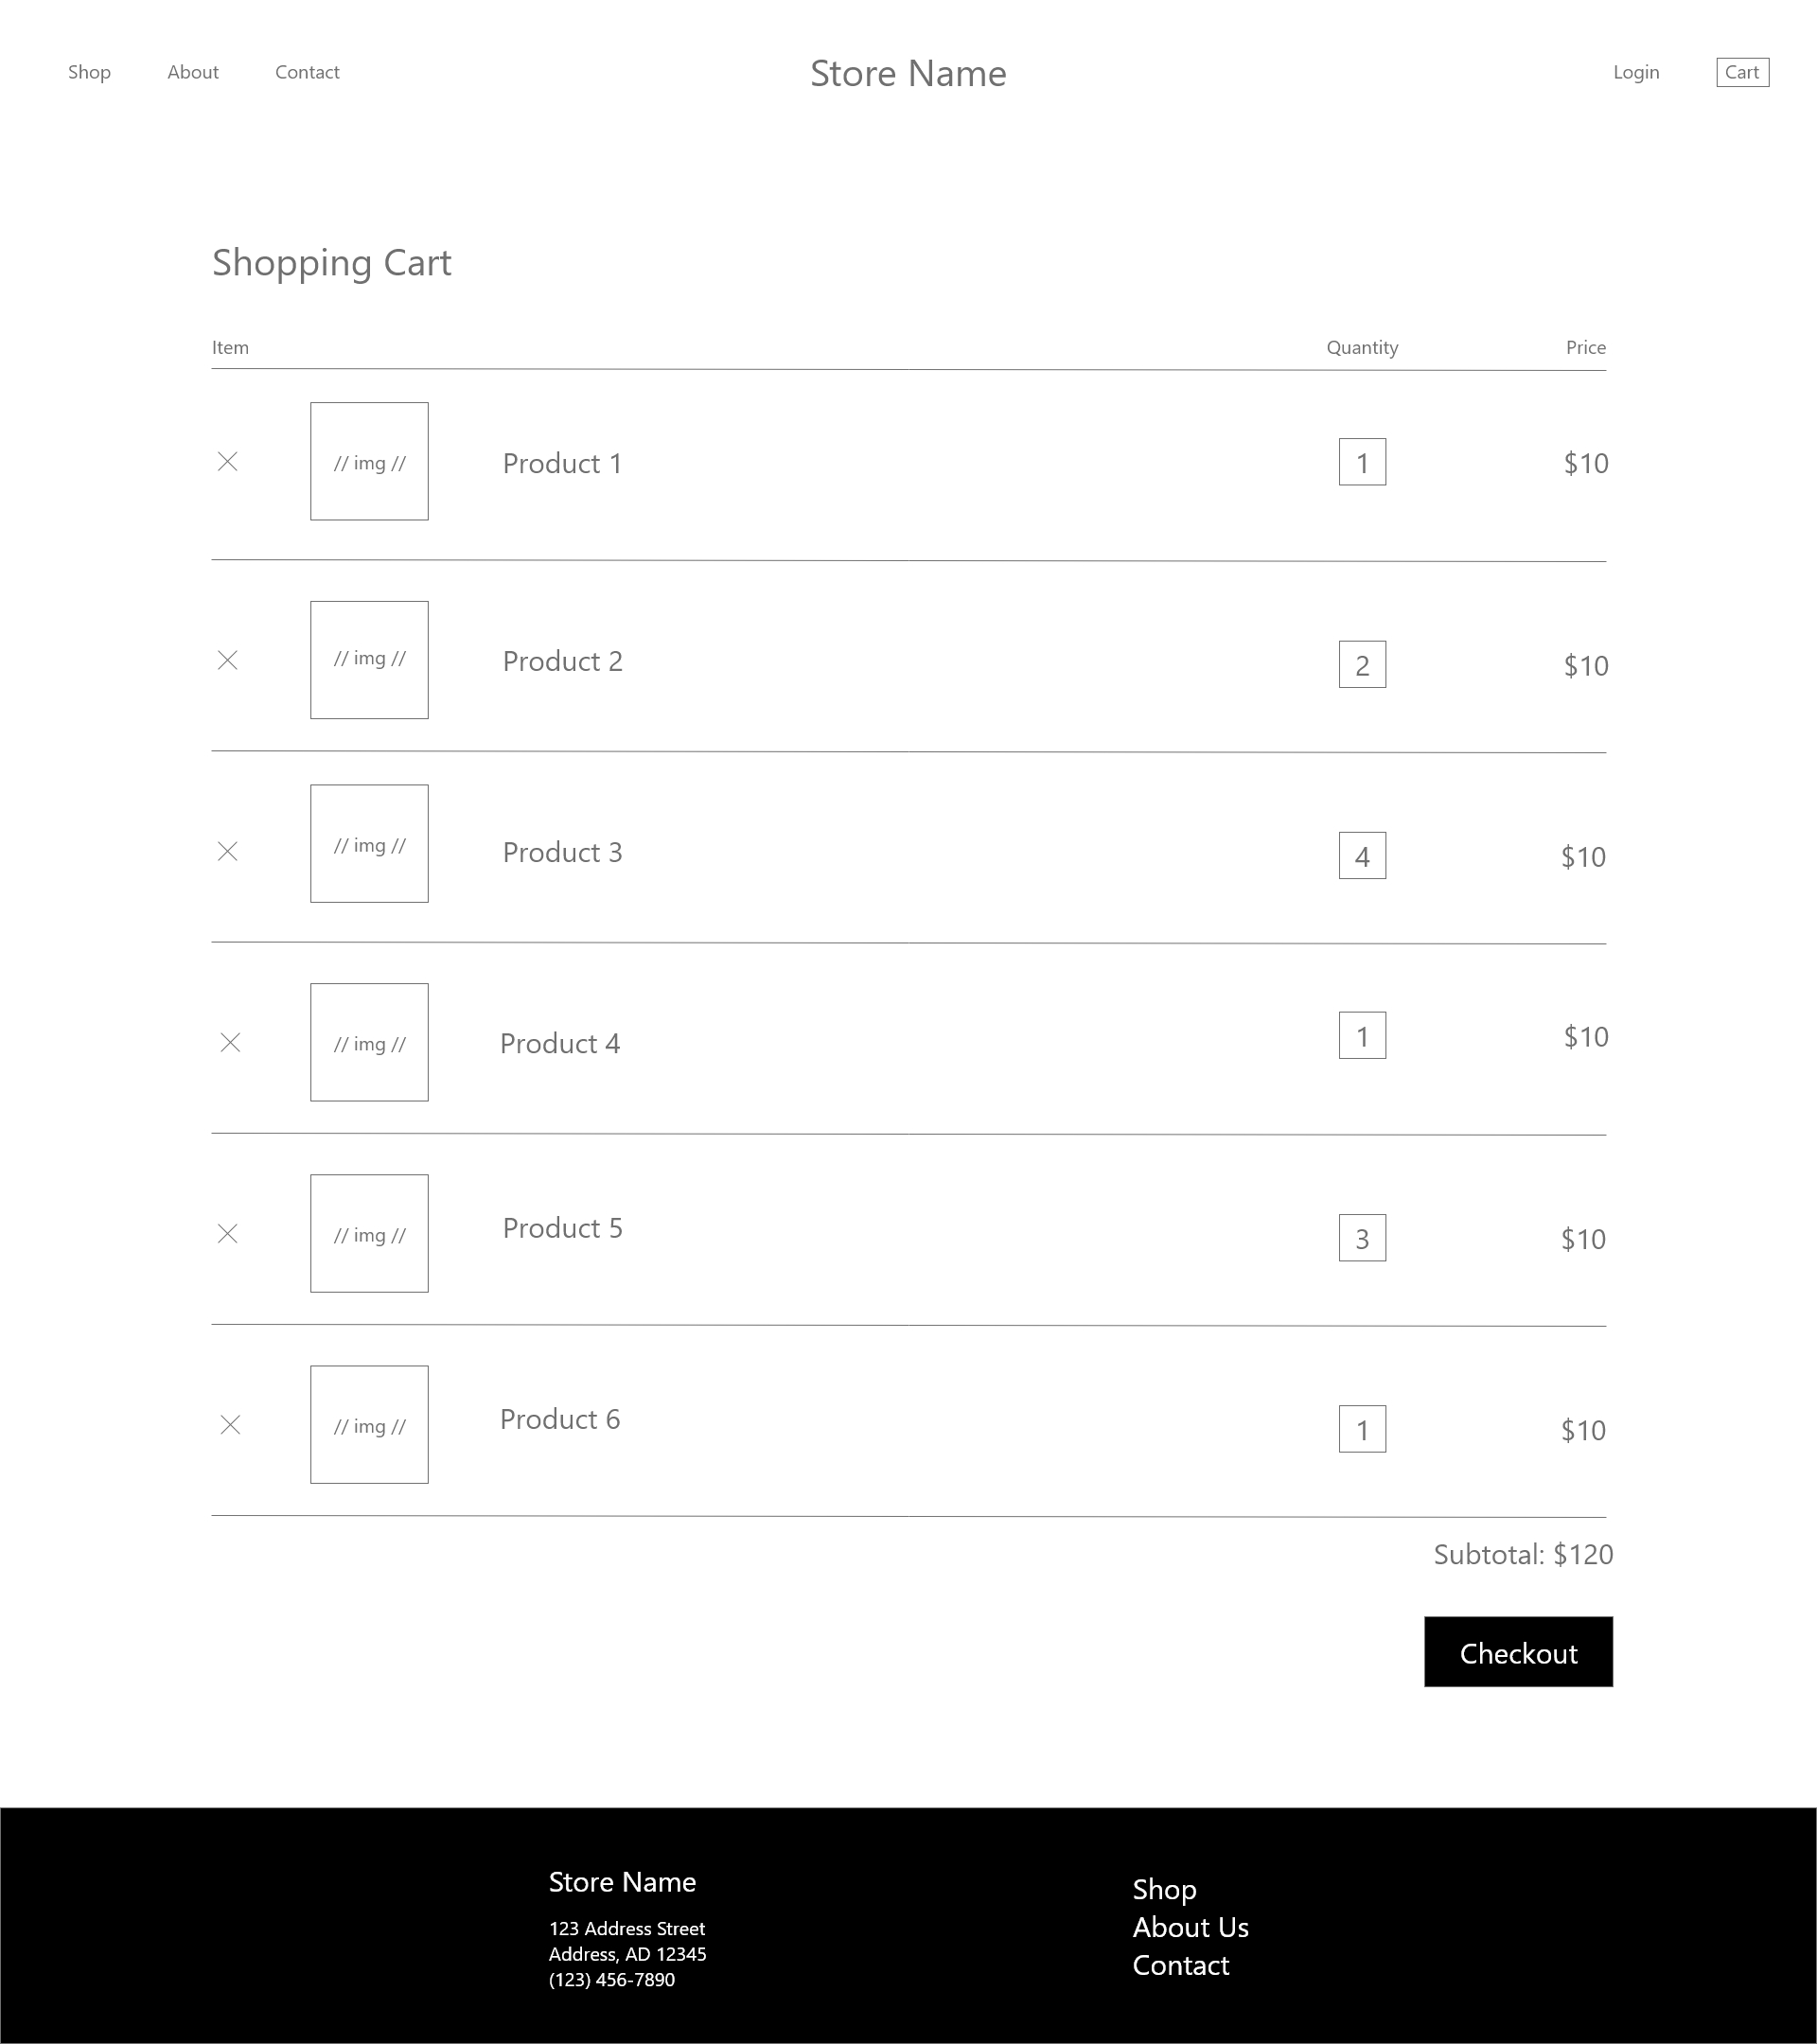 Shop About Contact Store Name Login Cart
Shopping Cart
Item Quantity Price
// img // Product 1 1 $10
// img // Product 2 2 $10
// img // Product 3 4 $10
// img // Product 4 1 $10
// img // Product 5 3 $10
// img // Product 6 1 $10
Subtotal: $120
Checkout
Store Name
123 Address Street
Address, AD 12345
(123) 456-7890
Shop
About Us
Contact